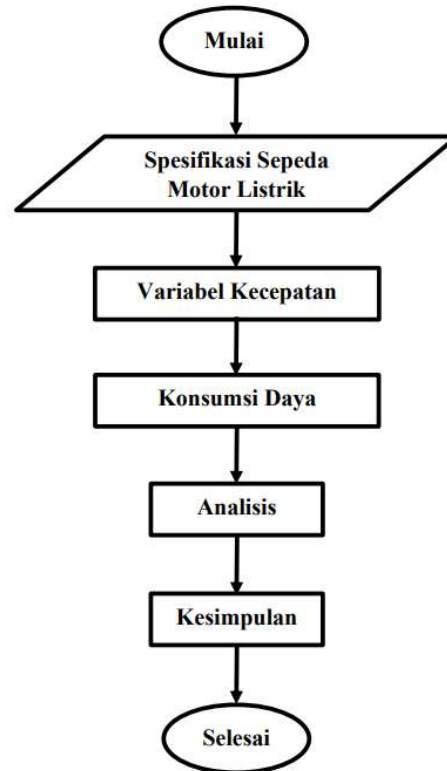 Mulai
Spesifikasi Sepeda
Motor Listrik
Variabel Kecepatan
Konsumsi Daya
Analisis
Kesimpulan
Selesai